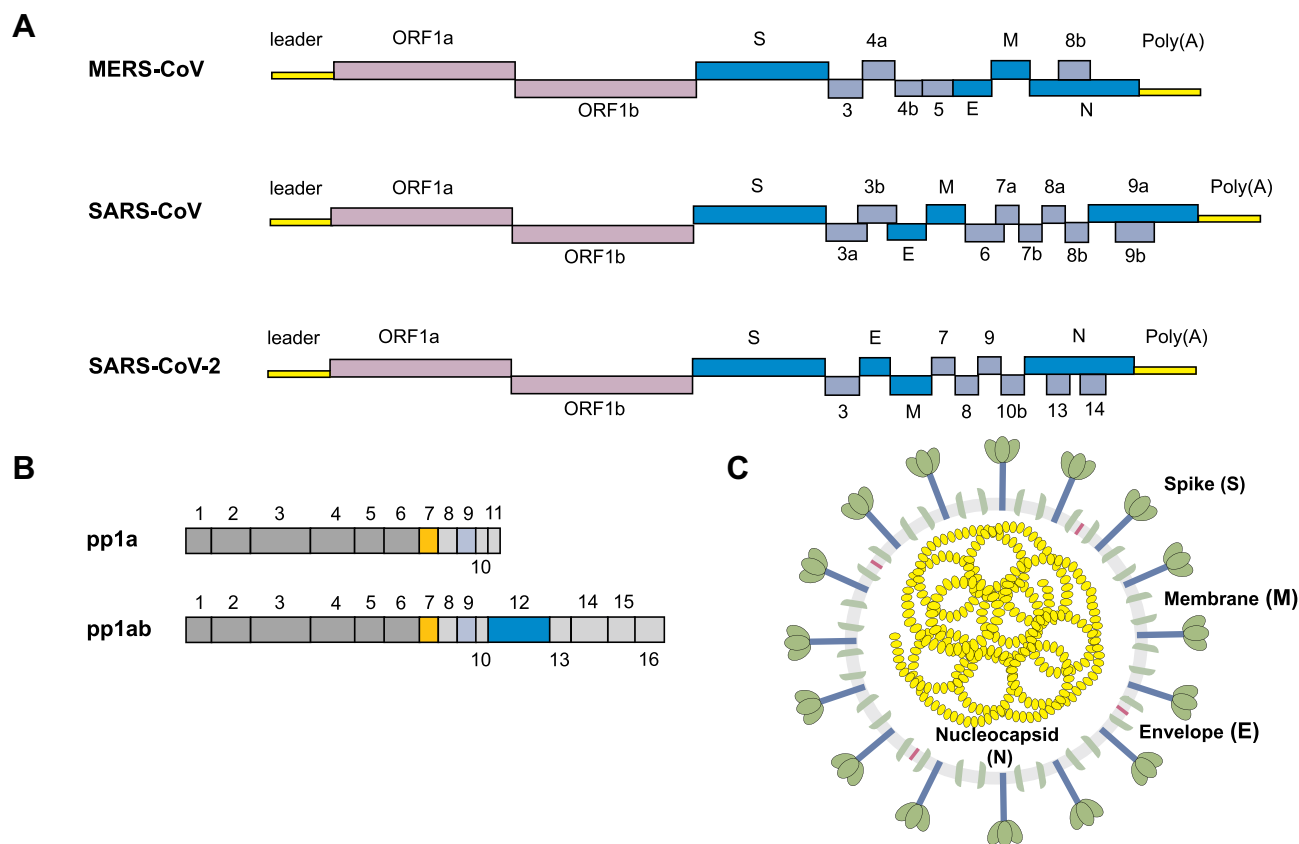 A
leader ORF1a S 4a M 8b Poly(A)
MERS-CoV
ORF1b 3 4b 5 E N
leader ORF1a S 3b M 7a 8a 9a Poly(A)
SARS-CoV
ORF1b 3a E 6 7b 8b 9b
leader ORF1a S E 7 9 N Poly(A)
SARS-CoV-2
ORF1b 3 M 8 10b 13 14
B
1 2 3 4 5 6 7 8 9 11
pp1a
10
1 2 3 4 5 6 7 8 9 12 14 15
pp1ab
10 13 16
C
Spike (S)
Membrane (M)
Envelope (E)
Nucleocapsid
(N)